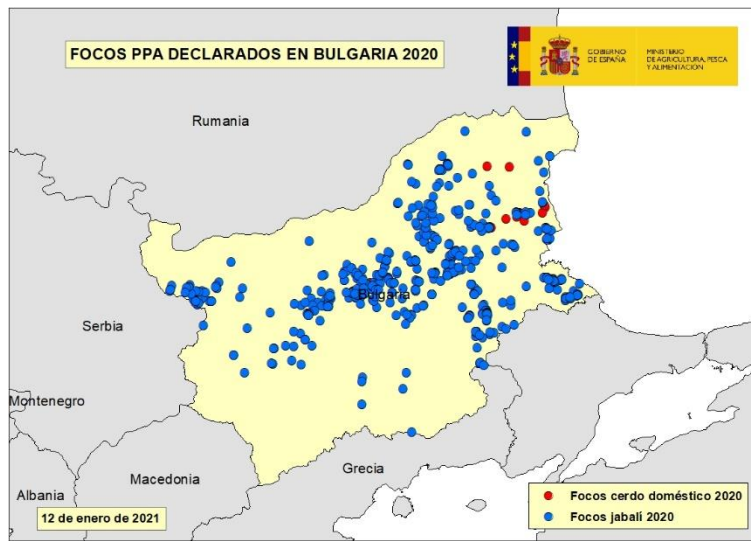 FOCOS PPA DECLARADOS EN BULGARIA 2020
GOBIERNO
DE ESPAÑA
MINISTERIO
DE AGRICULTURA, PESCA
Y ALIMENTACIÓN
Rumania
Bulgaria
Serbia
Montenegro
Macedonia
Grecia
Albania
12 de enero de 2021
Focos cerdo doméstico 2020
Focos jabalí 2020